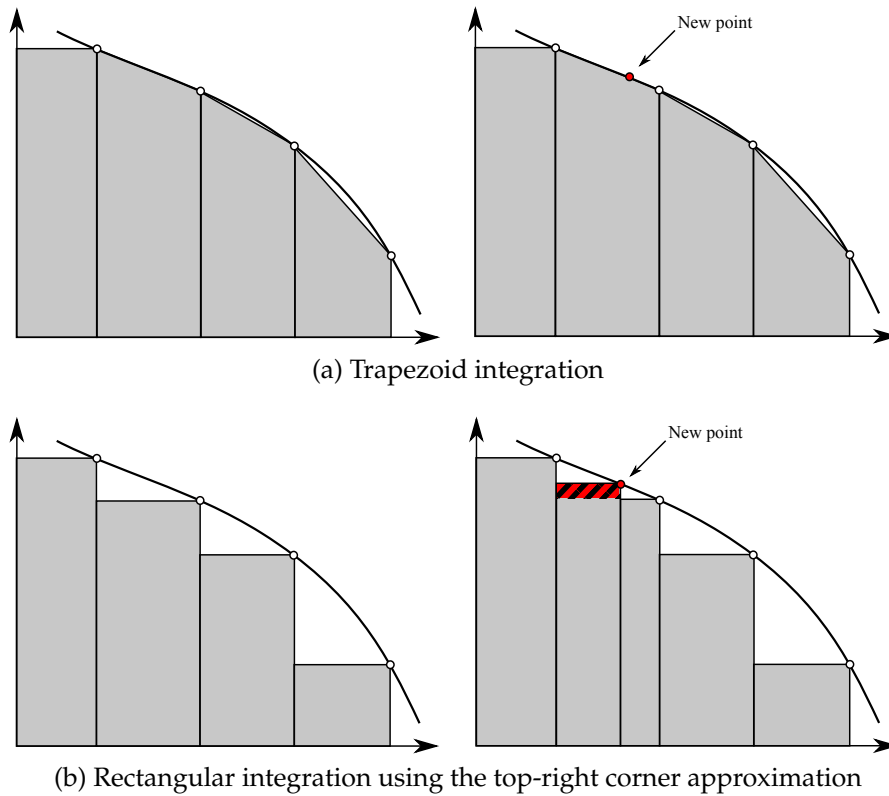 New point
(a) Trapezoid integration
New point
(b) Rectangular integration using the top-right corner approximation